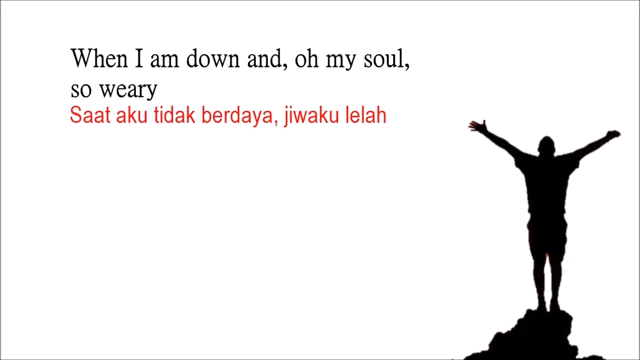 When I am down and, oh my soul,
so weary
Saat aku tidak berdaya, jiwaku lelah